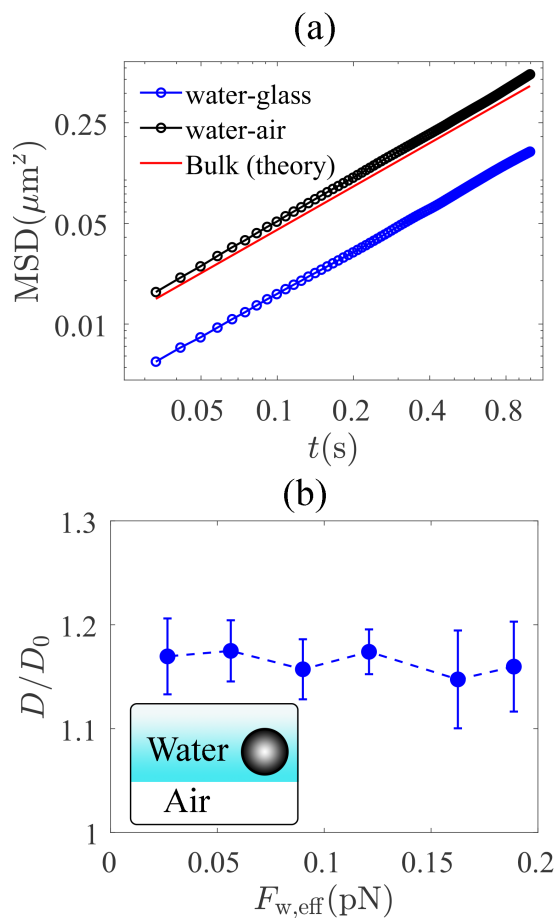 (a)
water-glass
water-air
Bulk (theory)
MSD(μm²)
0.25
0.05
0.01
0.05 0.1 0.2 0.4 0.8
t(s)
(b)
D/D₀
1.3
1.2
1.1
1
Water
Air
0 0.05 0.1 0.15 0.2
F_w,eff(pN)